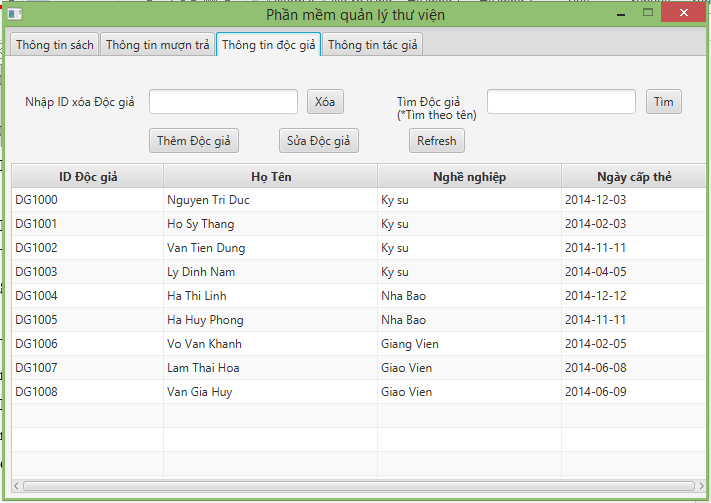 Phần mềm quản lý thư viện
Thông tin sách Thông tin mượn trả Thông tin độc giả Thông tin tác giả
Nhập ID xóa Độc giả Xóa Tìm Độc giả Tìm
(*Tìm theo tên)
Thêm Độc giả Sửa Độc giả Refresh
ID Độc giả Họ Tên Nghề nghiệp Ngày cấp thẻ
DG1000 Nguyen Tri Duc Ky su 2014-12-03
DG1001 Ho Sy Thang Ky su 2014-02-03
DG1002 Van Tien Dung Ky su 2014-11-11
DG1003 Ly Dinh Nam Ky su 2014-04-05
DG1004 Ha Thi Linh Nha Bao 2014-12-12
DG1005 Ha Huy Phong Nha Bao 2014-11-11
DG1006 Vo Van Khanh Giang Vien 2014-02-05
DG1007 Lam Thai Hoa Giao Vien 2014-06-08
DG1008 Van Gia Huy Giao Vien 2014-06-09